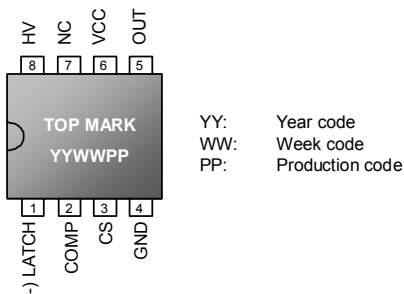 HV NC VCC OUT
8 7 6 5
TOP MARK
YYWWPP
1 2 3 4
-) LATCH COMP CS GND
YY: Year code
WW: Week code
PP: Production code